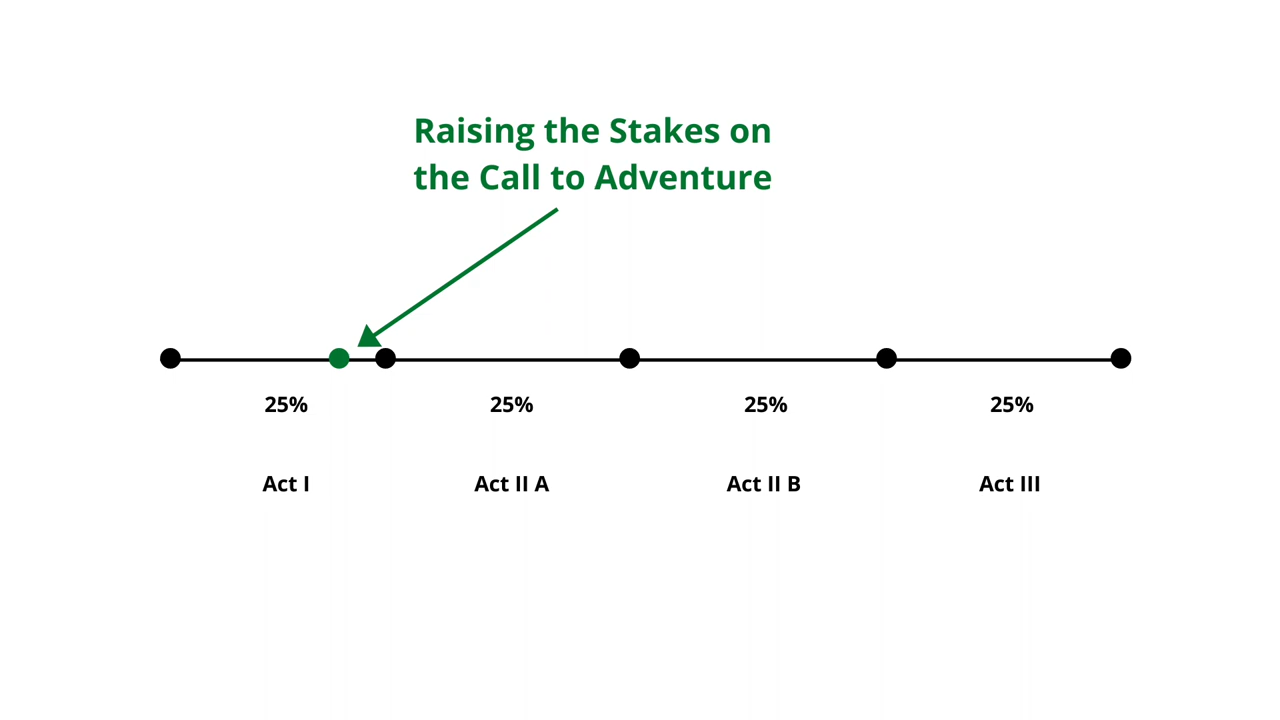 Raising the Stakes on
the Call to Adventure
25% 25% 25% 25%
Act I Act II A Act II B Act III